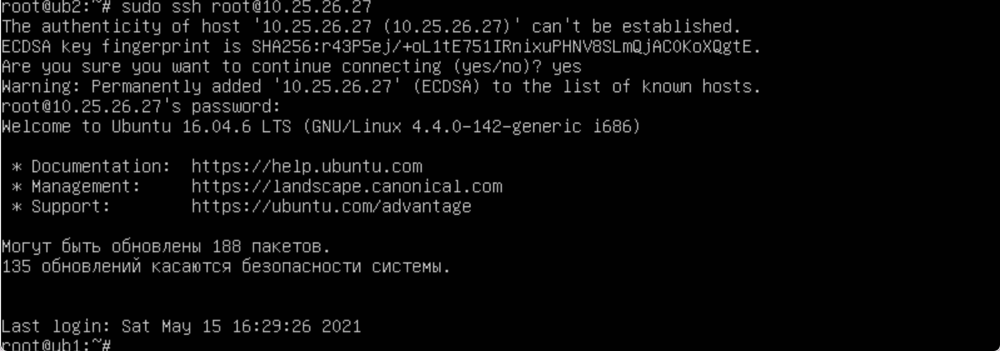 root@ub2:~# sudo ssh root@10.25.26.27
The authenticity of host '10.25.26.27 (10.25.26.27)' can't be established.
ECDSA key fingerprint is SHA256:r43P5ej/+oL1tE751IRnixuPHNV8SLmQjACOKoXQgtE.
Are you sure you want to continue connecting (yes/no)? yes
Warning: Permanently added '10.25.26.27' (ECDSA) to the list of known hosts.
root@10.25.26.27's password:
Welcome to Ubuntu 16.04.6 LTS (GNU/Linux 4.4.0-142-generic i686)
* Documentation:  https://help.ubuntu.com
* Management:     https://landscape.canonical.com
* Support:        https://ubuntu.com/advantage
Могут быть обновлены 188 пакетов.
135 обновлений касаются безопасности системы.
Last login: Sat May 15 16:29:26 2021
root@ub1:~#